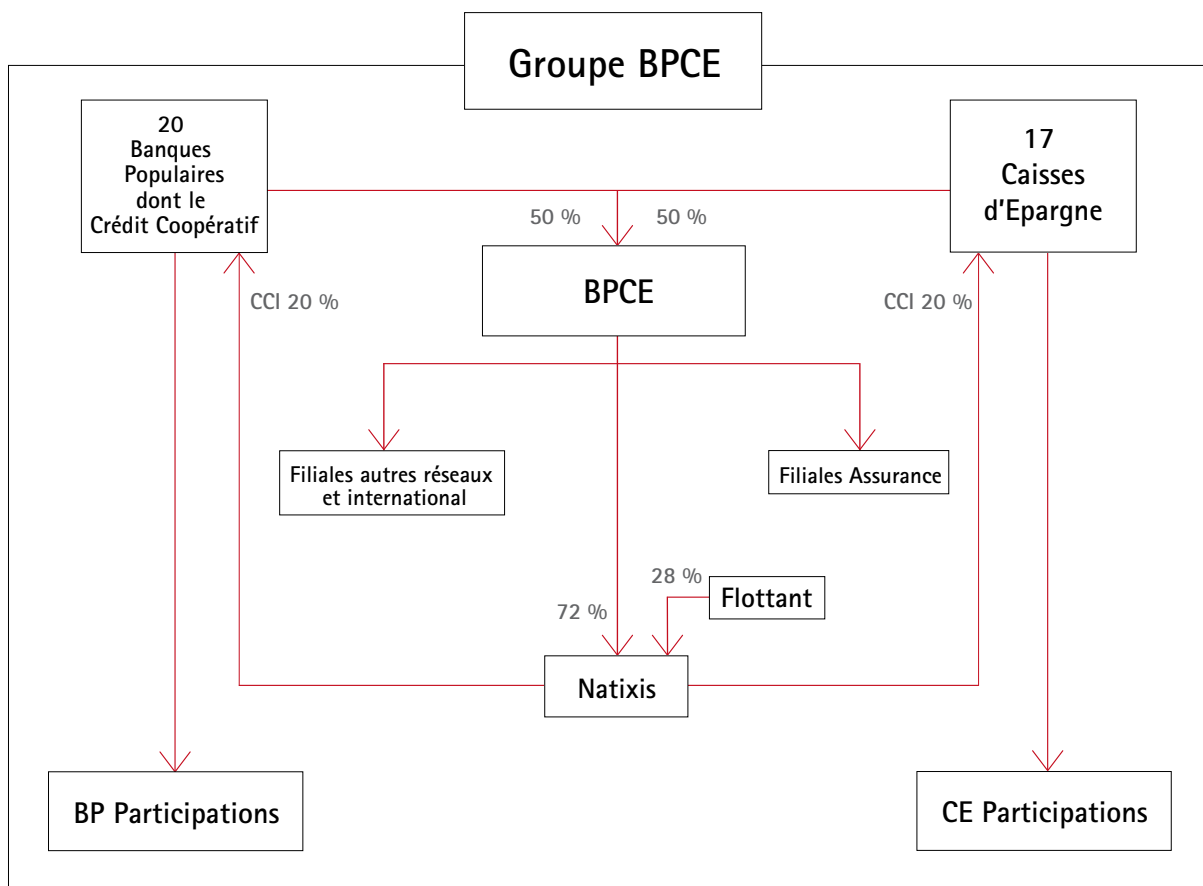 Groupe BPCE
20
Banques
Populaires
dont le
Crédit Coopératif
17
Caisses
d'Epargne
50 %
50 %
BPCE
CCI 20 %
CCI 20 %
Filiales autres réseaux
et international
Filiales Assurance
28 %
Flottant
72 %
Natixis
BP Participations
CE Participations